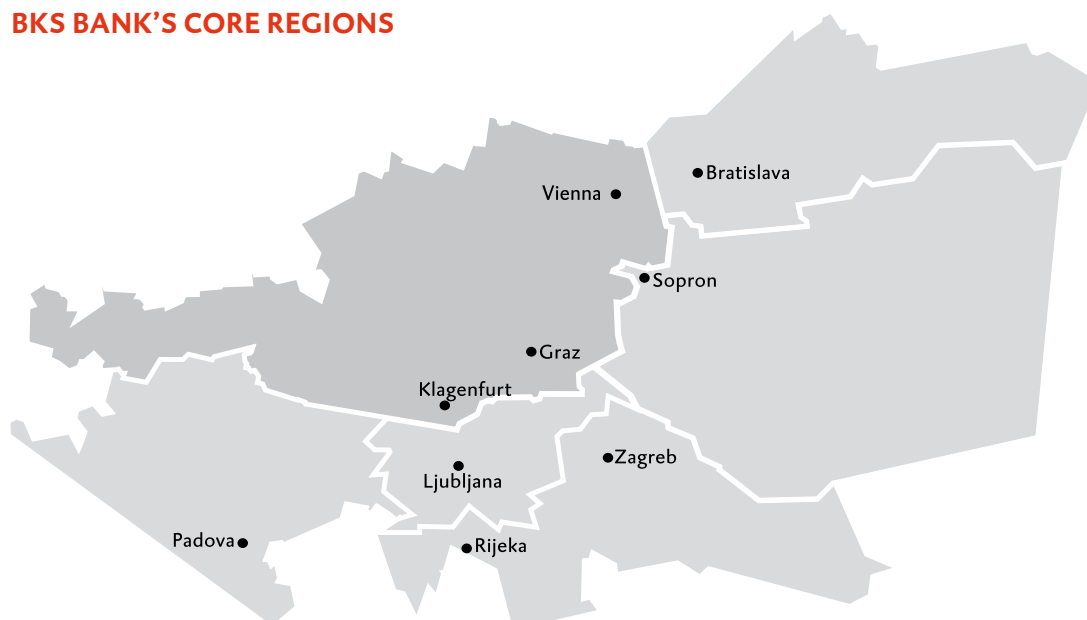 BKS BANK’S CORE REGIONS
Bratislava
Vienna
Sopron
Graz
Klagenfurt
Zagreb
Ljubljana
Padova
Rijeka